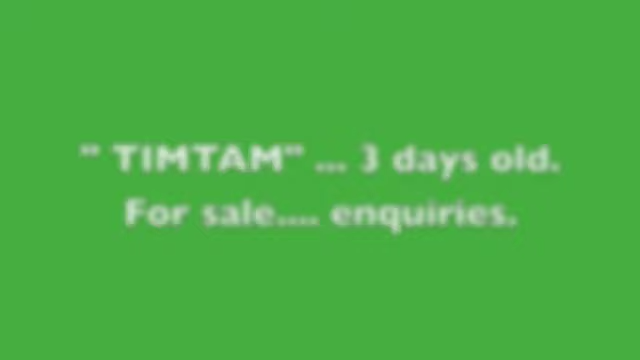 " TIMTAM" ... 3 days old.
For sale.... enquiries.